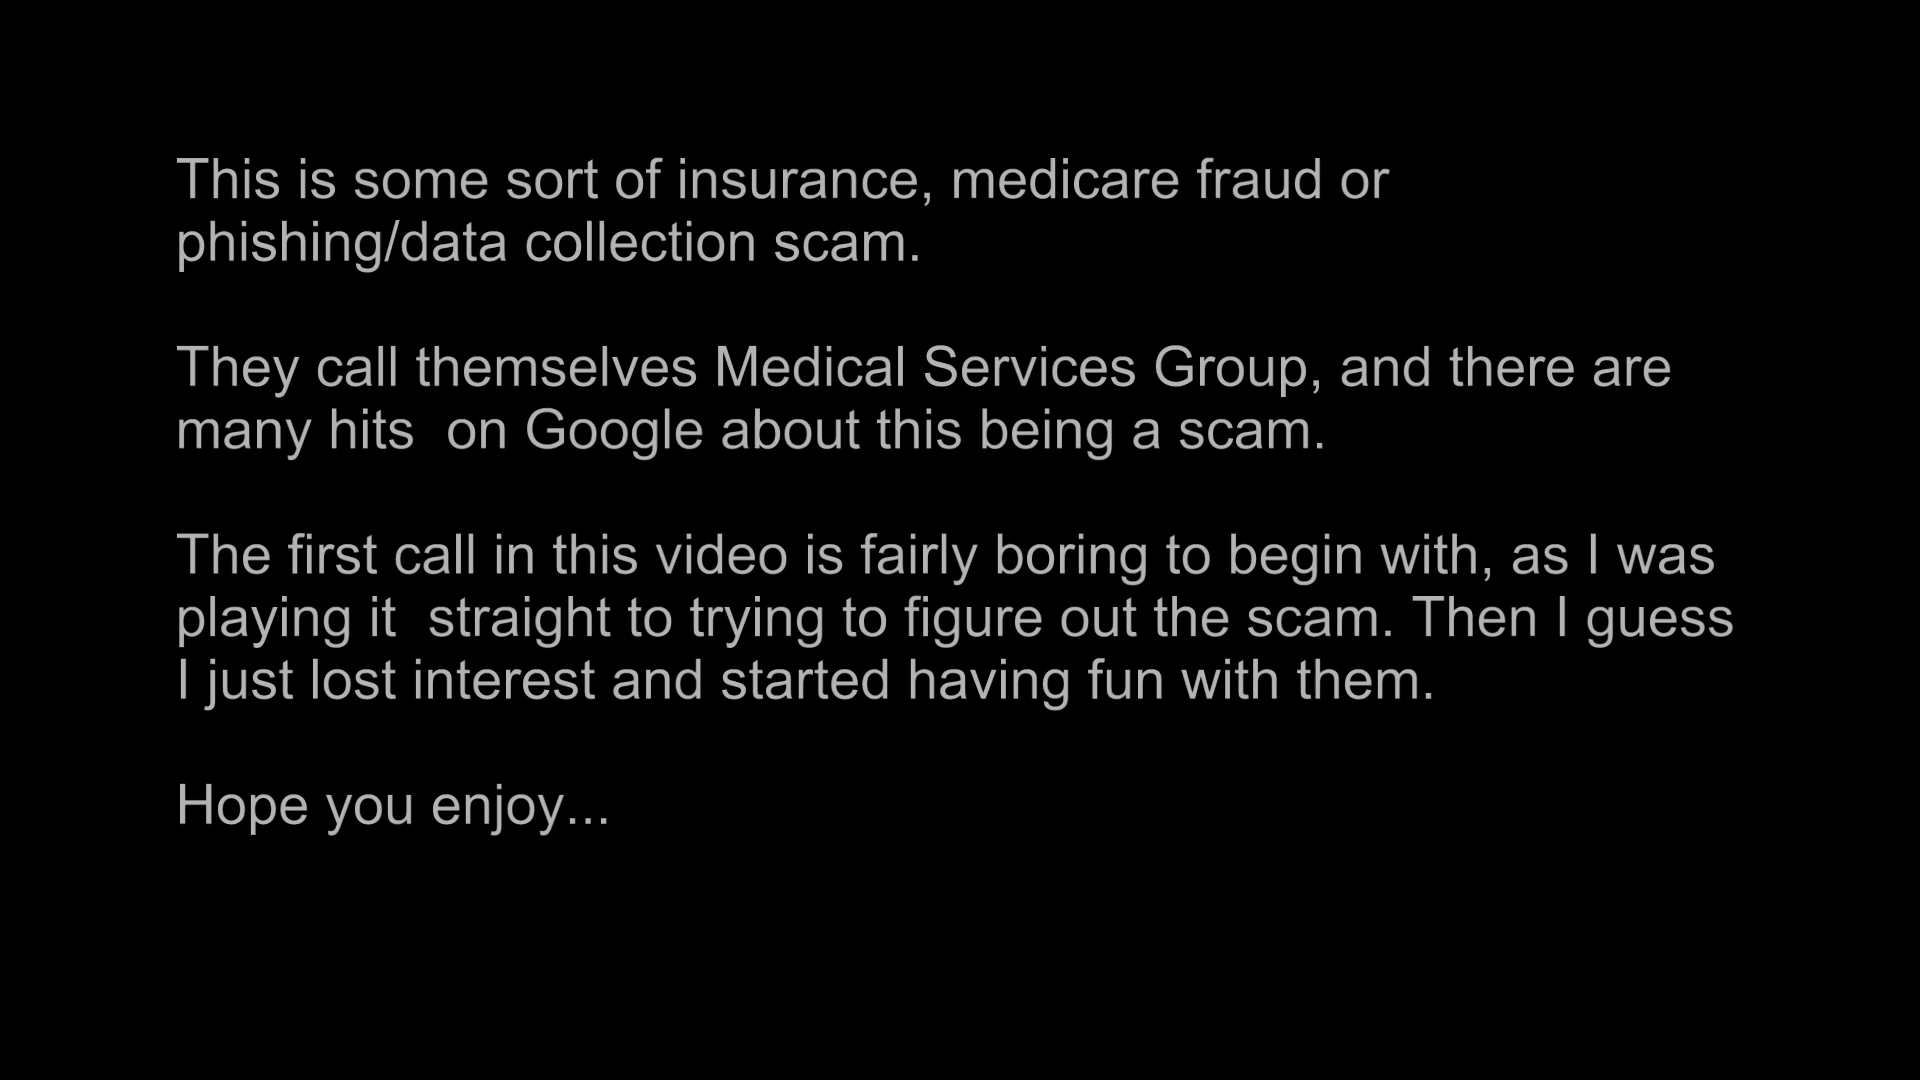 This is some sort of insurance, medicare fraud or
phishing/data collection scam.
They call themselves Medical Services Group, and there are
many hits  on Google about this being a scam.
The first call in this video is fairly boring to begin with, as I was
playing it  straight to trying to figure out the scam. Then I guess
I just lost interest and started having fun with them.
Hope you enjoy...